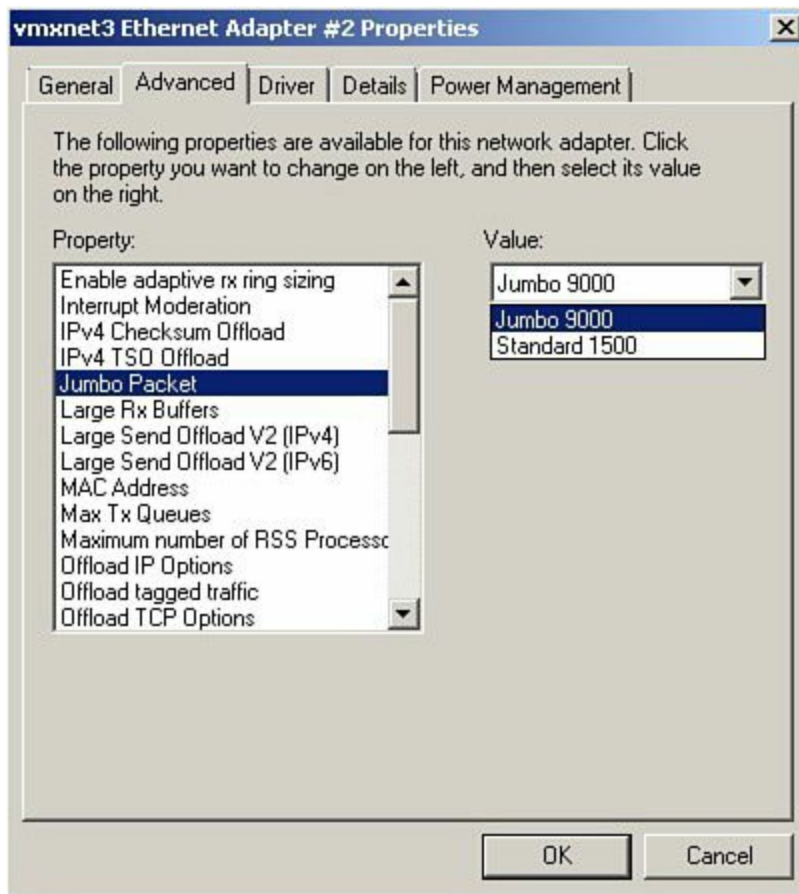 vmxnet3 Ethernet Adapter #2 Properties
General
Advanced
Driver
Details
Power Management
The following properties are available for this network adapter. Click
the property you want to change on the left, and then select its value
on the right.
Property:
Enable adaptive rx ring sizing
Interrupt Moderation
IPv4 Checksum Offload
IPv4 TSO Offload
Jumbo Packet
Large Rx Buffers
Large Send Offload V2 (IPv4)
Large Send Offload V2 (IPv6)
MAC Address
Max Tx Queues
Maximum number of RSS Processo
Offload IP Options
Offload tagged traffic
Offload TCP Options
Value:
Jumbo 9000
Jumbo 9000
Standard 1500
OK
Cancel